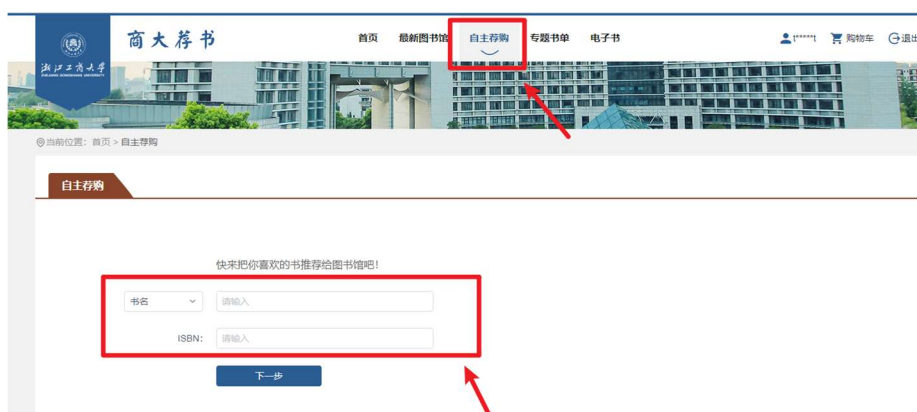 商大荐书
首页 最新图书馆 自主荐购 专题书单 电子书
t*****t 购物车 退出
浙江工商大学
ZHEJIANG GONGSHANG UNIVERSITY
当前位置：首页 > 自主荐购
自主荐购
快来把你喜欢的书推荐给图书馆吧！
书名 请输入
ISBN： 请输入
下一步